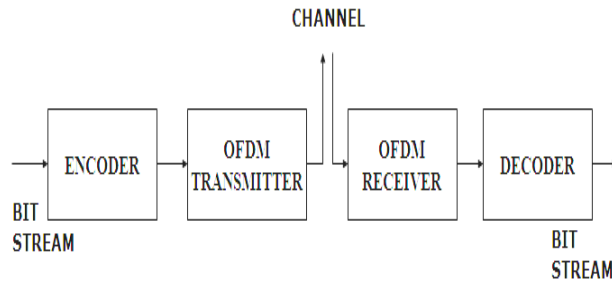 CHANNEL
ENCODER
OFDM
TRANSMITTER
OFDM
RECEIVER
DECODER
BIT
STREAM
BIT
STREAM